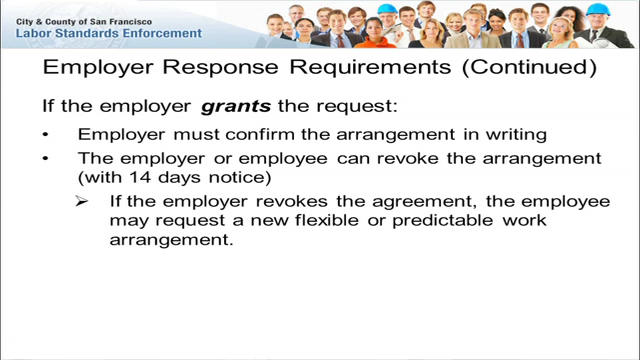 City & County of San Francisco
Labor Standards Enforcement
Employer Response Requirements (Continued)
If the employer grants the request:
• Employer must confirm the arrangement in writing
• The employer or employee can revoke the arrangement
(with 14 days notice)
➢ If the employer revokes the agreement, the employee
may request a new flexible or predictable work
arrangement.